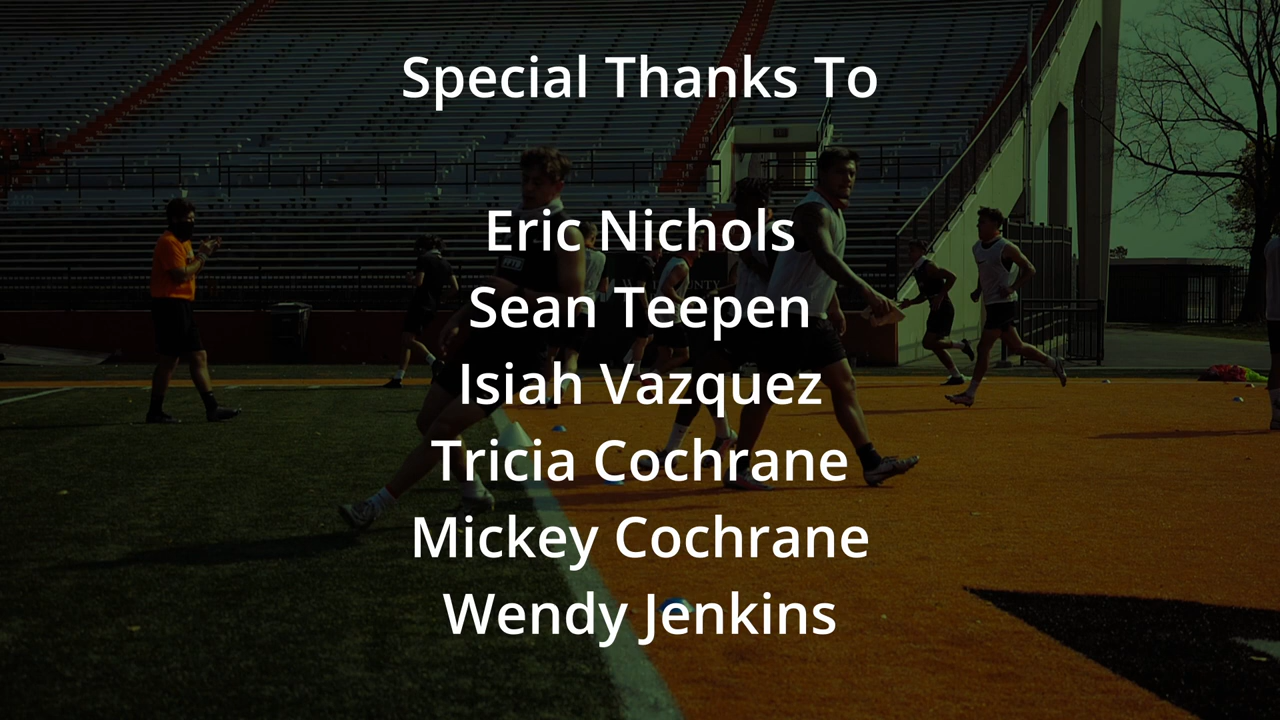 Special Thanks To
Eric Nichols
Sean Teepen
Isiah Vazquez
Tricia Cochrane
Mickey Cochrane
Wendy Jenkins